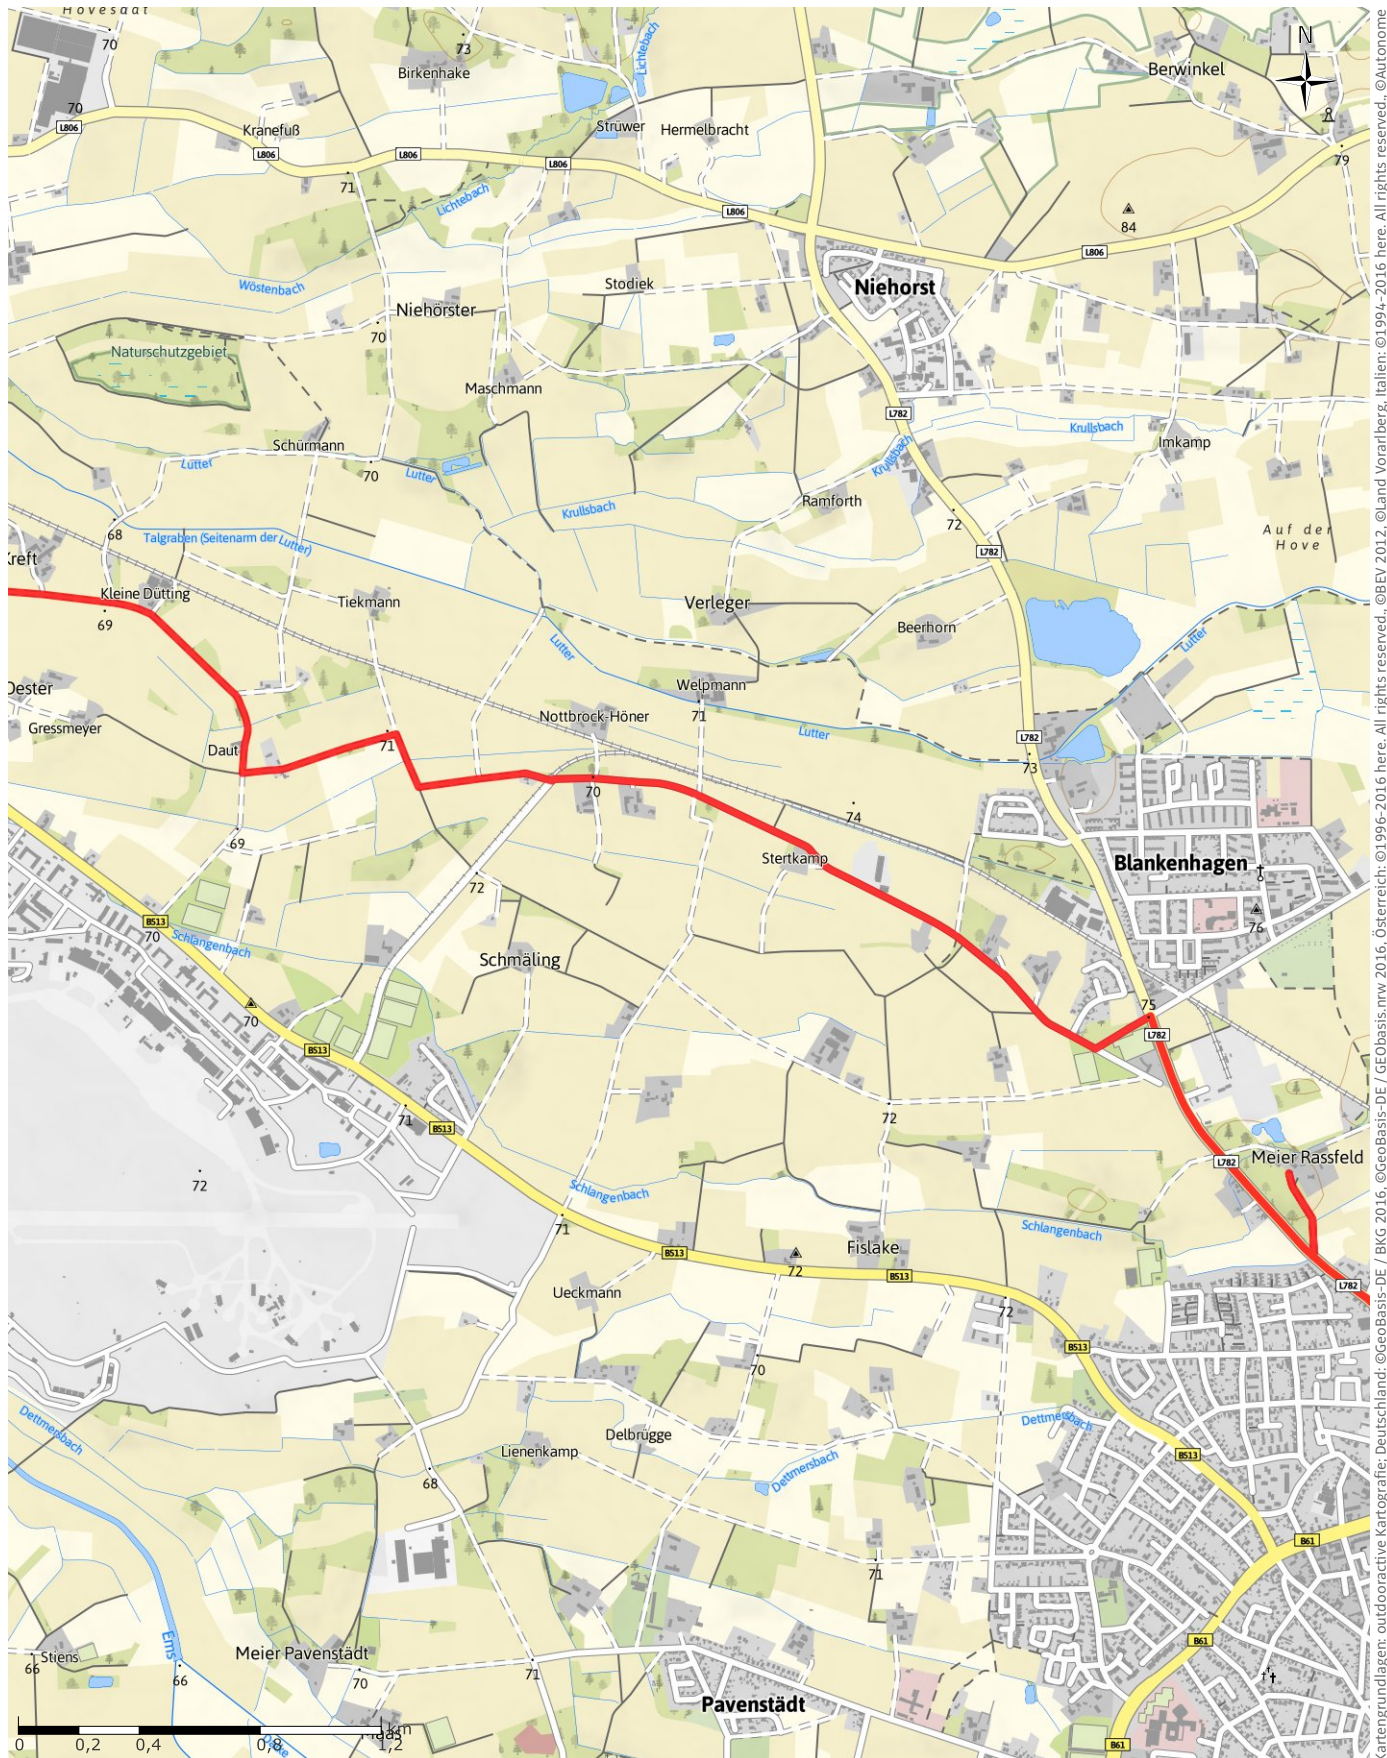 Hovesaat
70
73
Birkenhake
Lichtebach
Berwinkel
N
70
L806
Kranefuß
L806
L806
L806
Strüwer
Hermelbracht
79
71
Lichtebach
L806
84
L806
Wöstenbach
Stodiek
Niehorst
Niehörster
70
Naturschutzgebiet
Maschmann
L782
Krullsbach
Krullsbach
Imkamp
Schürmann
Lutter
70
Lutter
Ramforth
Krullsbach
72
Auf der
Hove
68
Talgraben (Seitenarm der Lutter)
L782
Kreft
Kleine Dütting
69
Tiekmann
Verleger
Beerhorn
Lutter
Lutter
Oester
Gressmeyer
Welpmann
71
Nottbrock-Höner
Lutter
L782
73
Daut
71
70
74
69
Stertkamp
Blankenhagen
72
76
B513
70
Schlangenbach
Schmäling
70
75
L782
B513
71
B513
72
L782
Meier Rassfeld
72
Schlangenbach
71
Schlangenbach
B513
72
Fislake
B513
L782
Ueckmann
72
B513
70
Dettmersbach
Dettmersbach
Delbrügge
Lienenkamp
B513
Dettmersbach
68
B61
71
Ems
B61
Meier Pavenstädt
66
Stiens
66
70
71
Pavenstädt
B61
km
0
0,2
0,4
0,8
1,2
artengrundlagen: outdooractive Kartografie; Deutschland: ©GeoBasis-DE / BKG 2016, ©GeoBasis-DE / GEObasis.nrw 2016, Österreich: ©1996-2016 here. All rights reserved., ©BEV 2012, ©Land Vorarlberg, Italien: ©1994-2016 here. All rights reserved., ©Autonome